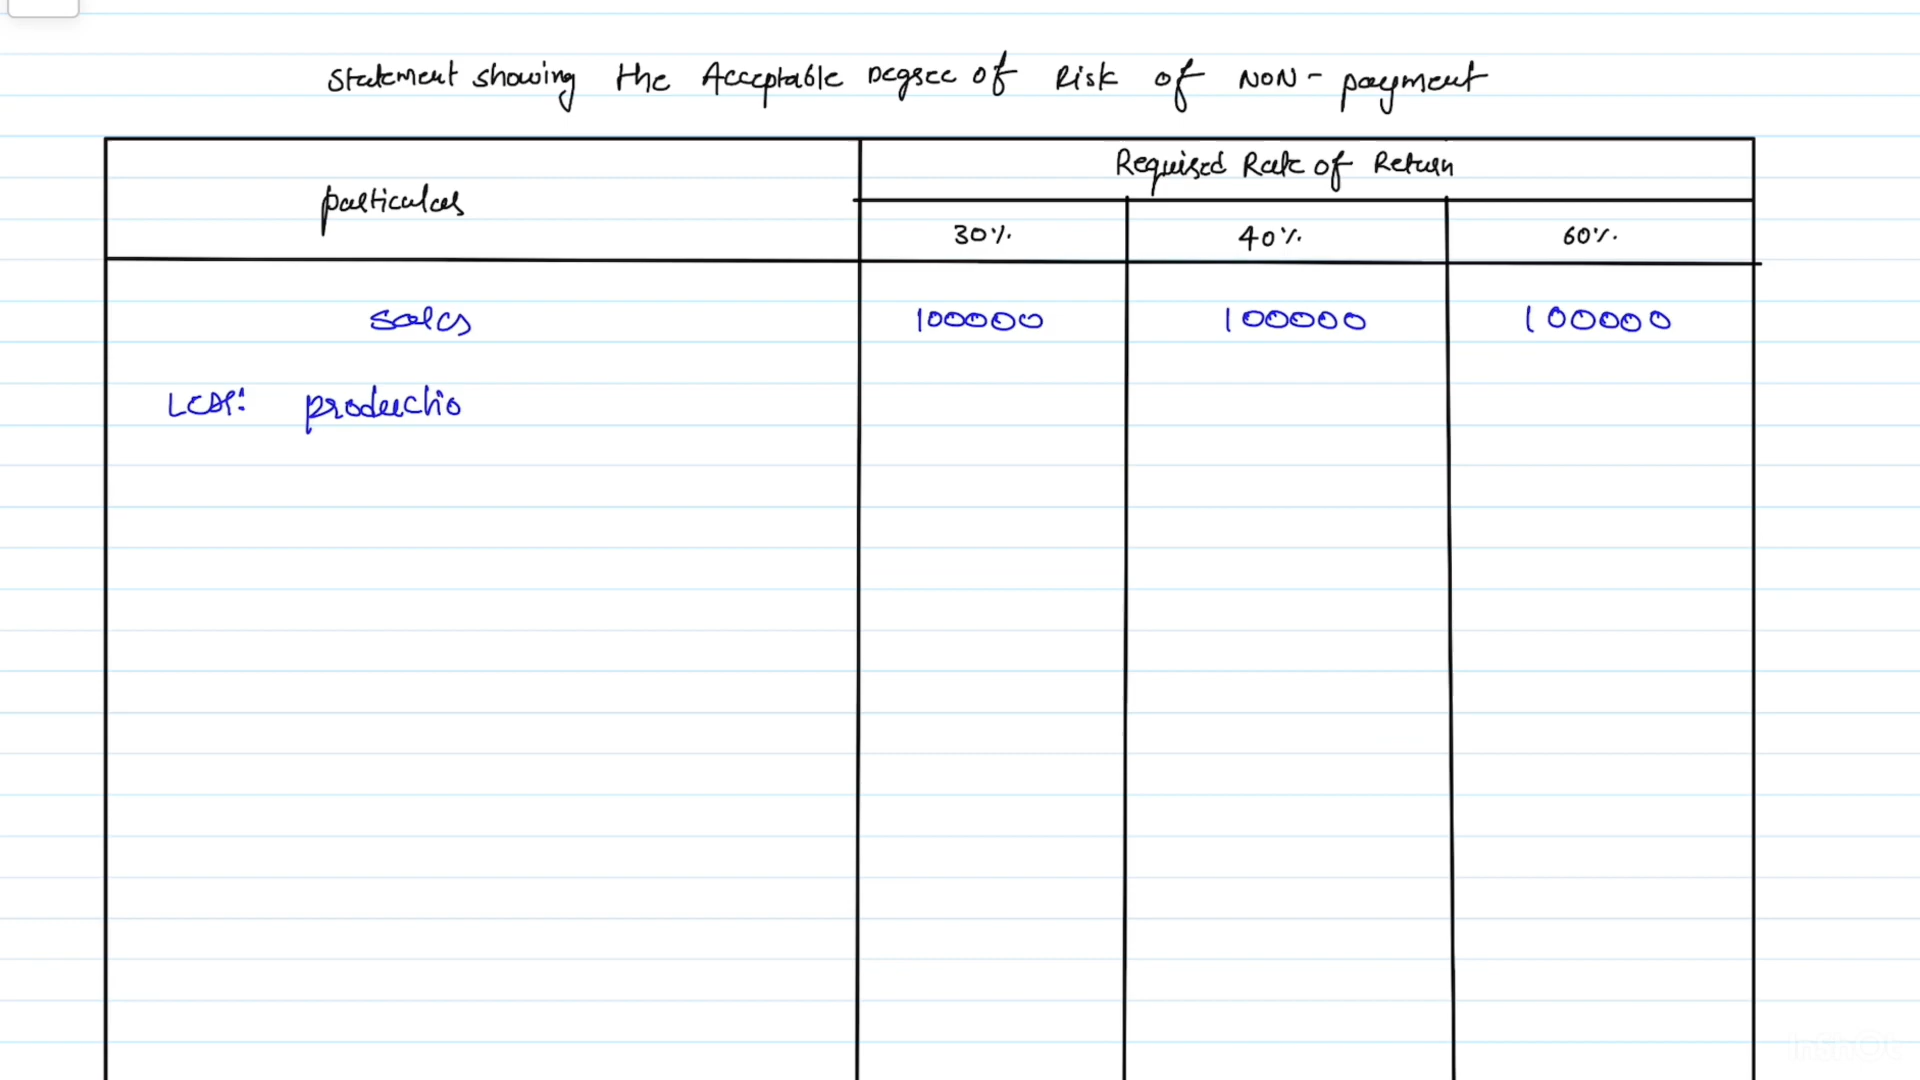 Statement showing the Acceptable Degree of Risk of NON-payment
particulars
Required Rate of Return
30% 40% 60%
sales 100000 100000 100000
Less: productio
InShOt